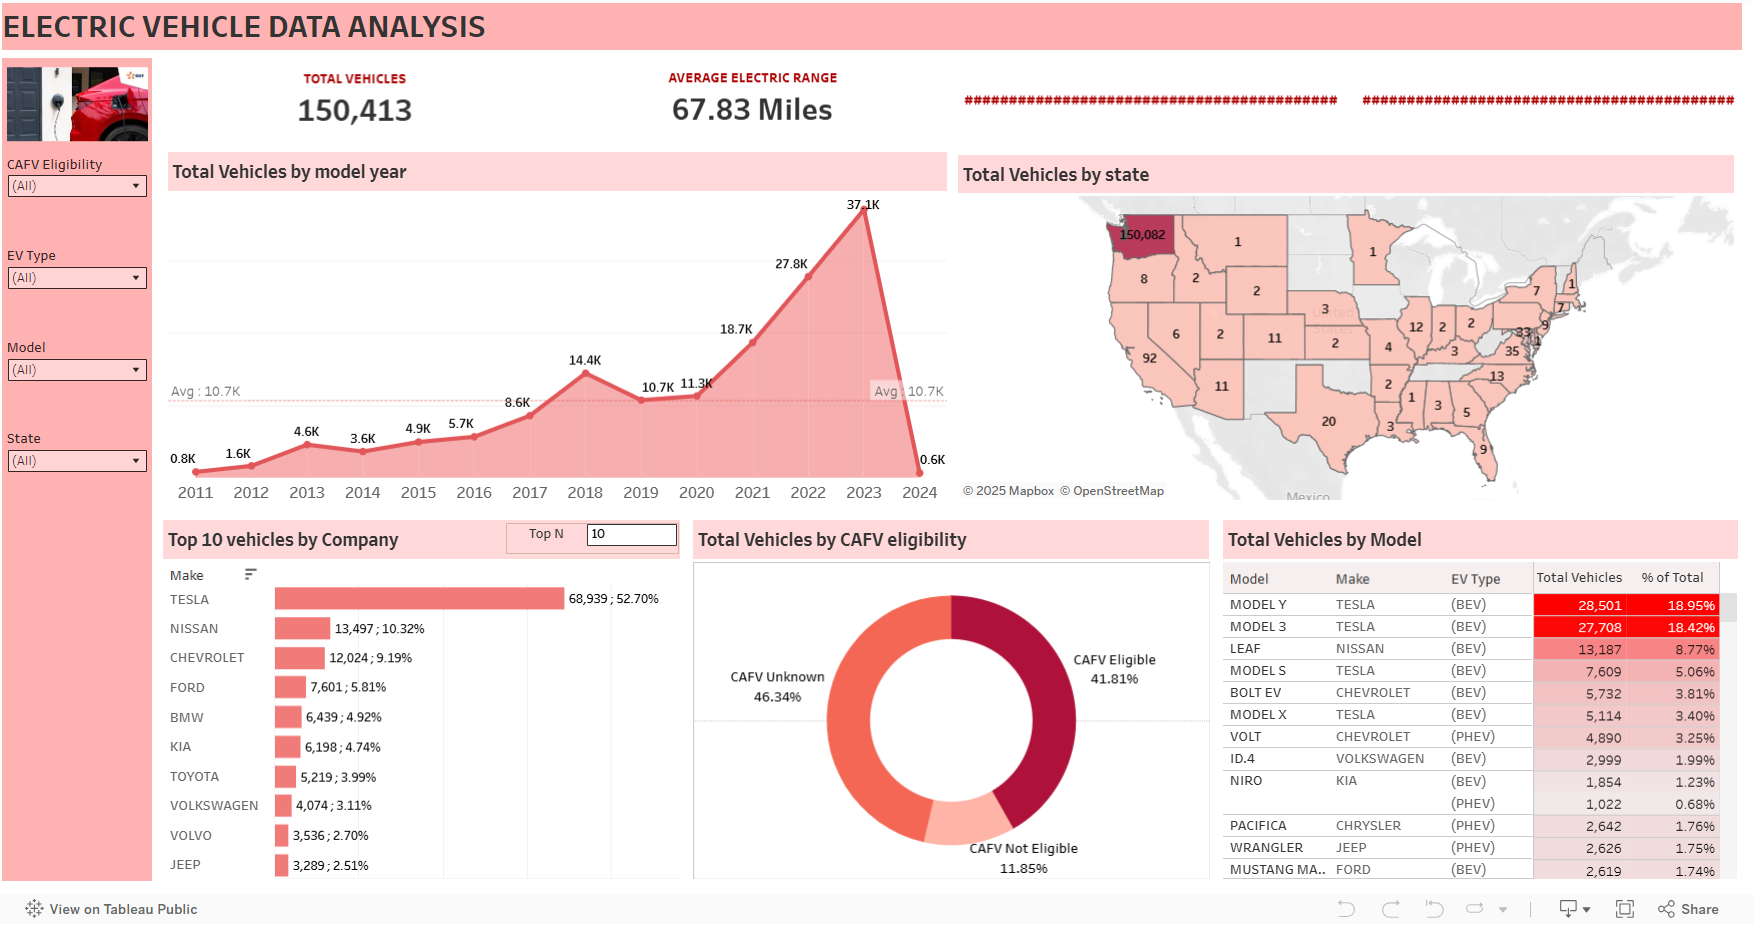 ELECTRIC VEHICLE DATA ANALYSIS
CAFV Eligibility
(All)
EV Type
(All)
Model
(All)
State
(All)
TOTAL VEHICLES
150,413
AVERAGE ELECTRIC RANGE
67.83 Miles
Total Vehicles by model year
37.1K
27.8K
18.7K
14.4K
10.7K
11.3K
Avg : 10.7K
Avg : 10.7K
8.6K
5.7K
4.9K
4.6K
3.6K
1.6K
0.8K
0.6K
2011 2012 2013 2014 2015 2016 2017 2018 2019 2020 2021 2022 2023 2024
Total Vehicles by state
150,082
1
1
8
2
2
3
7
1
7
9
6
2
11
2
12
2
2
33
1
92
4
3
35
11
2
13
20
3
1
3
5
9
United States
Mexico
© 2025 Mapbox © OpenStreetMap
Top 10 vehicles by Company
Top N
10
Make
TESLA 68,939 ; 52.70%
NISSAN 13,497 ; 10.32%
CHEVROLET 12,024 ; 9.19%
FORD 7,601 ; 5.81%
BMW 6,439 ; 4.92%
KIA 6,198 ; 4.74%
TOYOTA 5,219 ; 3.99%
VOLKSWAGEN 4,074 ; 3.11%
VOLVO 3,536 ; 2.70%
JEEP 3,289 ; 2.51%
Total Vehicles by CAFV eligibility
CAFV Unknown
46.34%
CAFV Eligible
41.81%
CAFV Not Eligible
11.85%
Total Vehicles by Model
Model Make EV Type Total Vehicles % of Total
MODEL Y TESLA (BEV) 28,501 18.95%
MODEL 3 TESLA (BEV) 27,708 18.42%
LEAF NISSAN (BEV) 13,187 8.77%
MODEL S TESLA (BEV) 7,609 5.06%
BOLT EV CHEVROLET (BEV) 5,732 3.81%
MODEL X TESLA (BEV) 5,114 3.40%
VOLT CHEVROLET (PHEV) 4,890 3.25%
ID.4 VOLKSWAGEN (BEV) 2,999 1.99%
NIRO KIA (BEV) 1,854 1.23%
(PHEV) 1,022 0.68%
PACIFICA CHRYSLER (PHEV) 2,642 1.76%
WRANGLER JEEP (PHEV) 2,626 1.75%
MUSTANG MA.. FORD (BEV) 2,619 1.74%
View on Tableau Public
Share